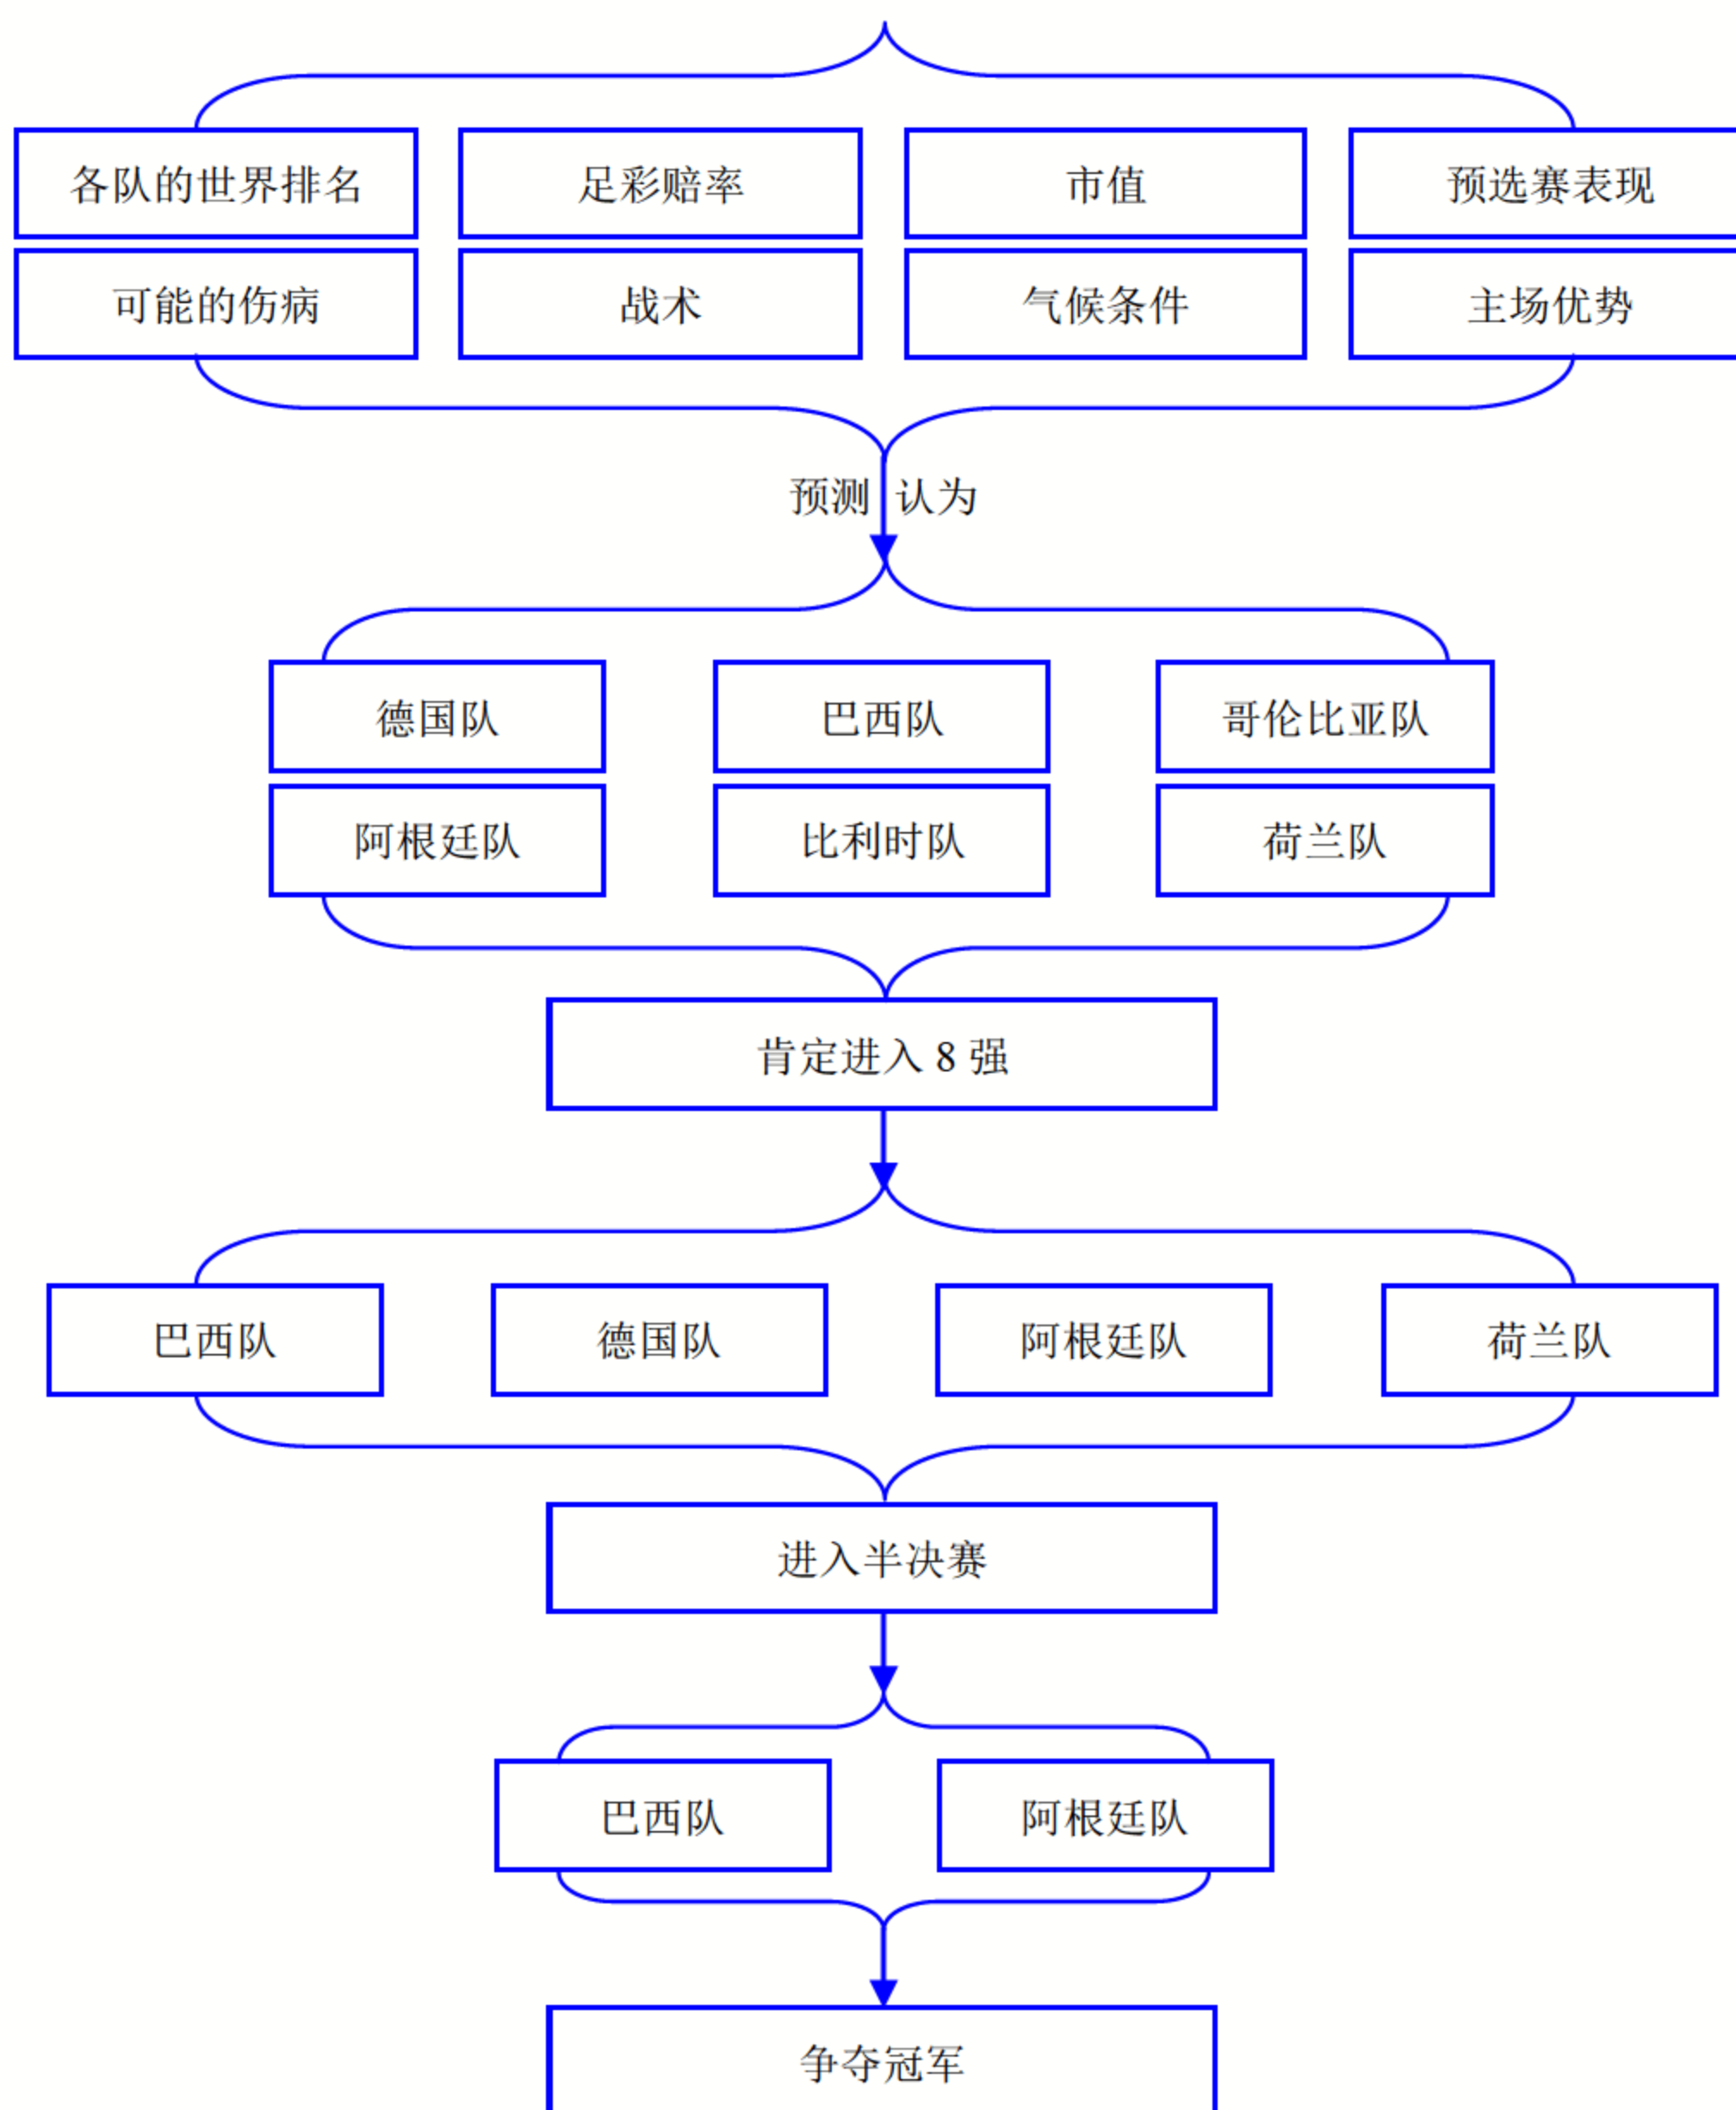 各队的世界排名 足彩赔率 市值 预选赛表现
可能的伤病 战术 气候条件 主场优势
预测 认为
德国队 巴西队 哥伦比亚队
阿根廷队 比利时队 荷兰队
肯定进入 8 强
巴西队 德国队 阿根廷队 荷兰队
进入半决赛
巴西队 阿根廷队
争夺冠军